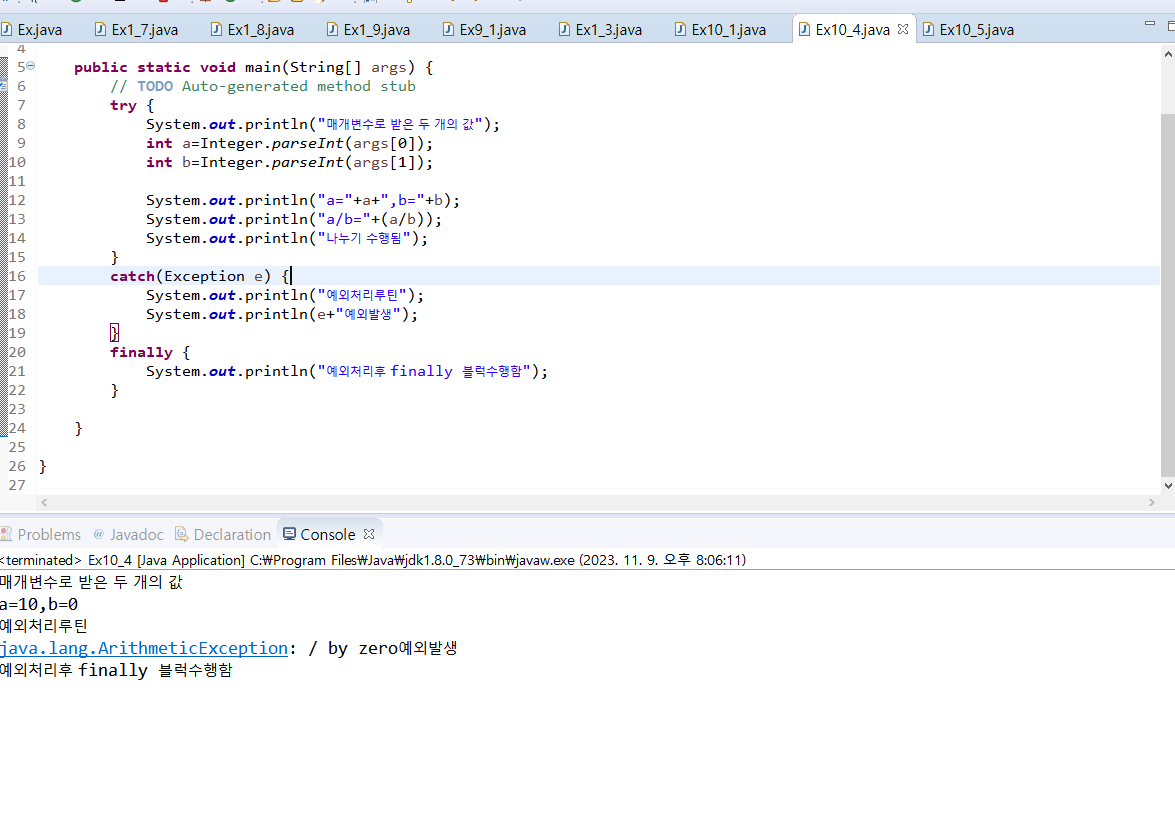 Ex.java Ex1_7.java Ex1_8.java Ex1_9.java Ex9_1.java Ex1_3.java Ex10_1.java Ex10_4.java Ex10_5.java
4
5 public static void main(String[] args) {
6 // TODO Auto-generated method stub
7 try {
8 System.out.println("매개변수로 받은 두 개의 값");
9 int a=Integer.parseInt(args[0]);
10 int b=Integer.parseInt(args[1]);
11
12 System.out.println("a="+a+",b="+b);
13 System.out.println("a/b="+(a/b));
14 System.out.println("나누기 수행됨");
15 }
16 catch(Exception e) {
17 System.out.println("예외처리루틴");
18 System.out.println(e+"예외발생");
19 }
20 finally {
21 System.out.println("예외처리후 finally 블럭수행함");
22 }
23
24 }
25
26 }
27
Problems @ Javadoc Declaration Console
<terminated> Ex10_4 [Java Application] C:₩Program Files₩Java₩jdk1.8.0_73₩bin₩javaw.exe (2023. 11. 9. 오후 8:06:11)
매개변수로 받은 두 개의 값
a=10,b=0
예외처리루틴
java.lang.ArithmeticException: / by zero예외발생
예외처리후 finally 블럭수행함